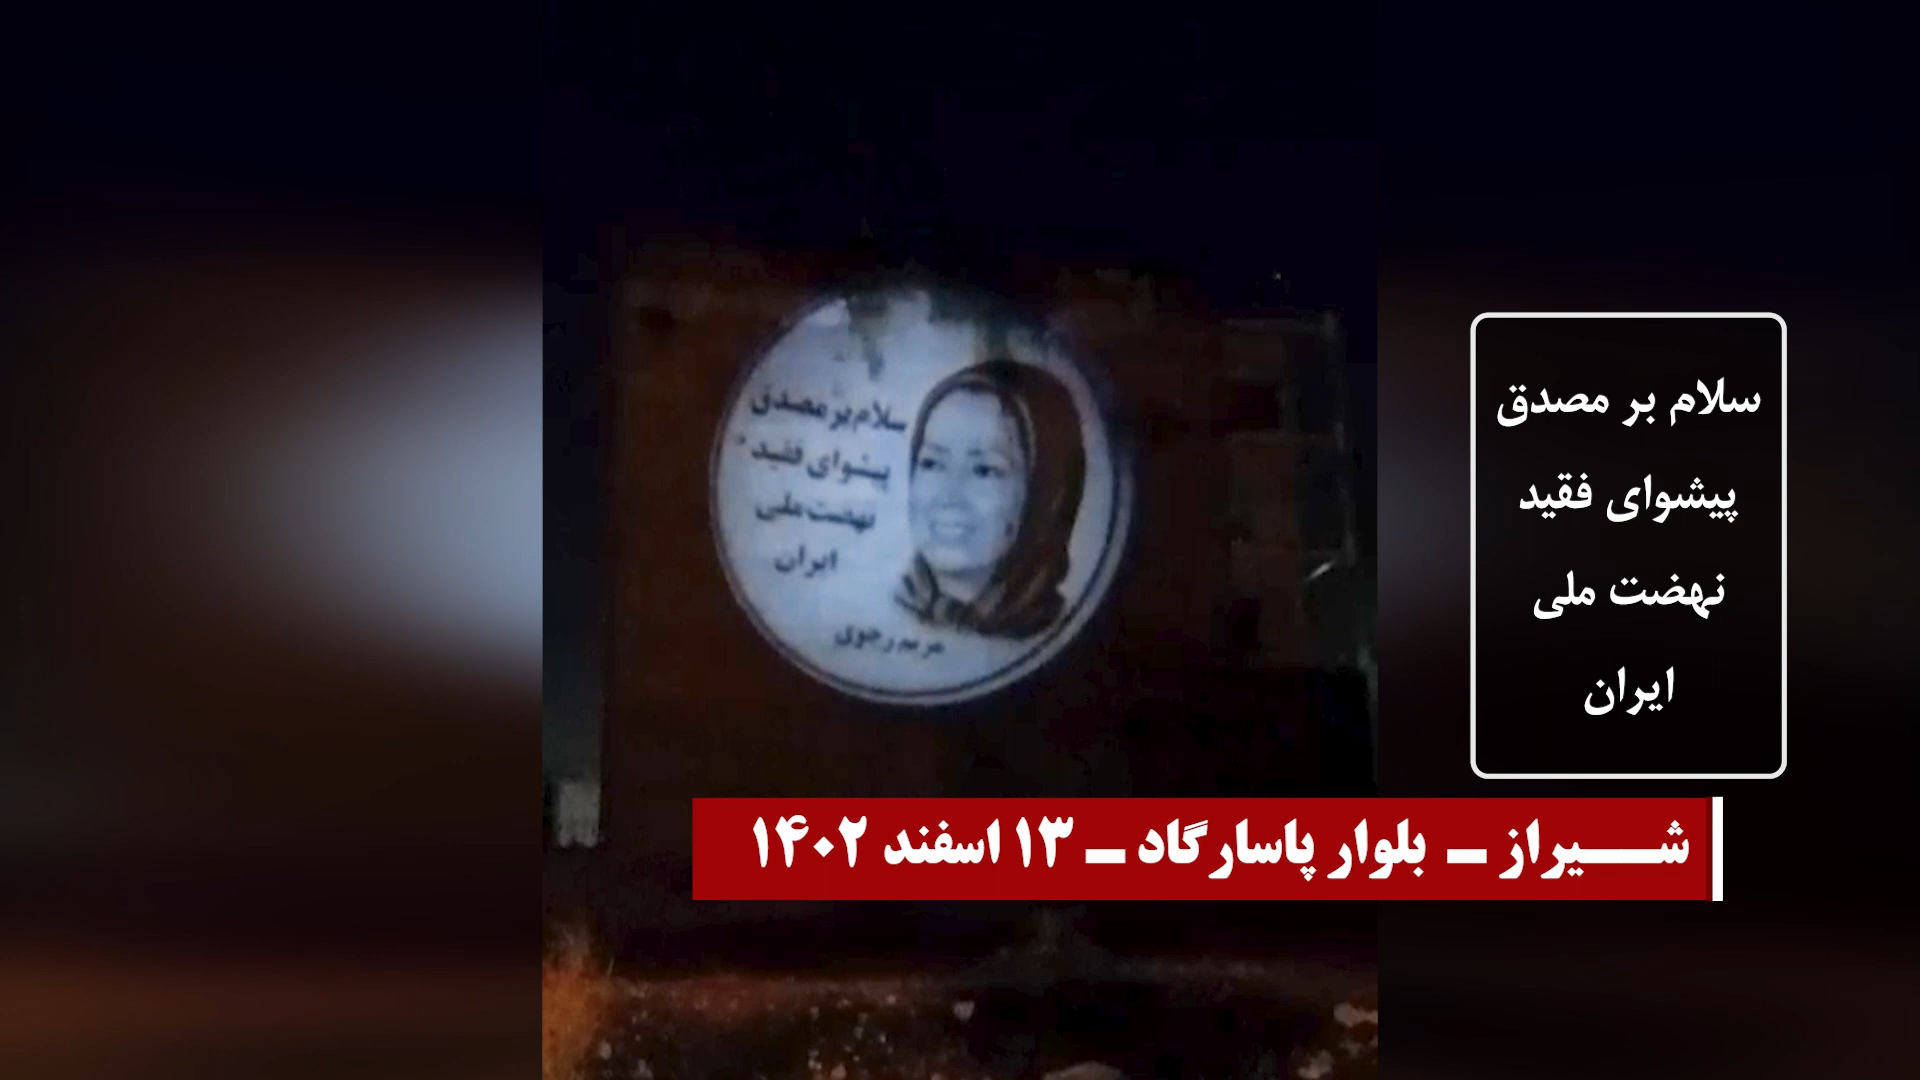 سلام بر مصدق
پیشوای فقید
نهضت ملی
ایران
مریم رجوی
سلام بر مصدق
پیشوای فقید
نهضت ملی
ایران
شـــیراز ـ بلوار پاسارگاد ـ ۱۳ اسفند ۱۴۰۲